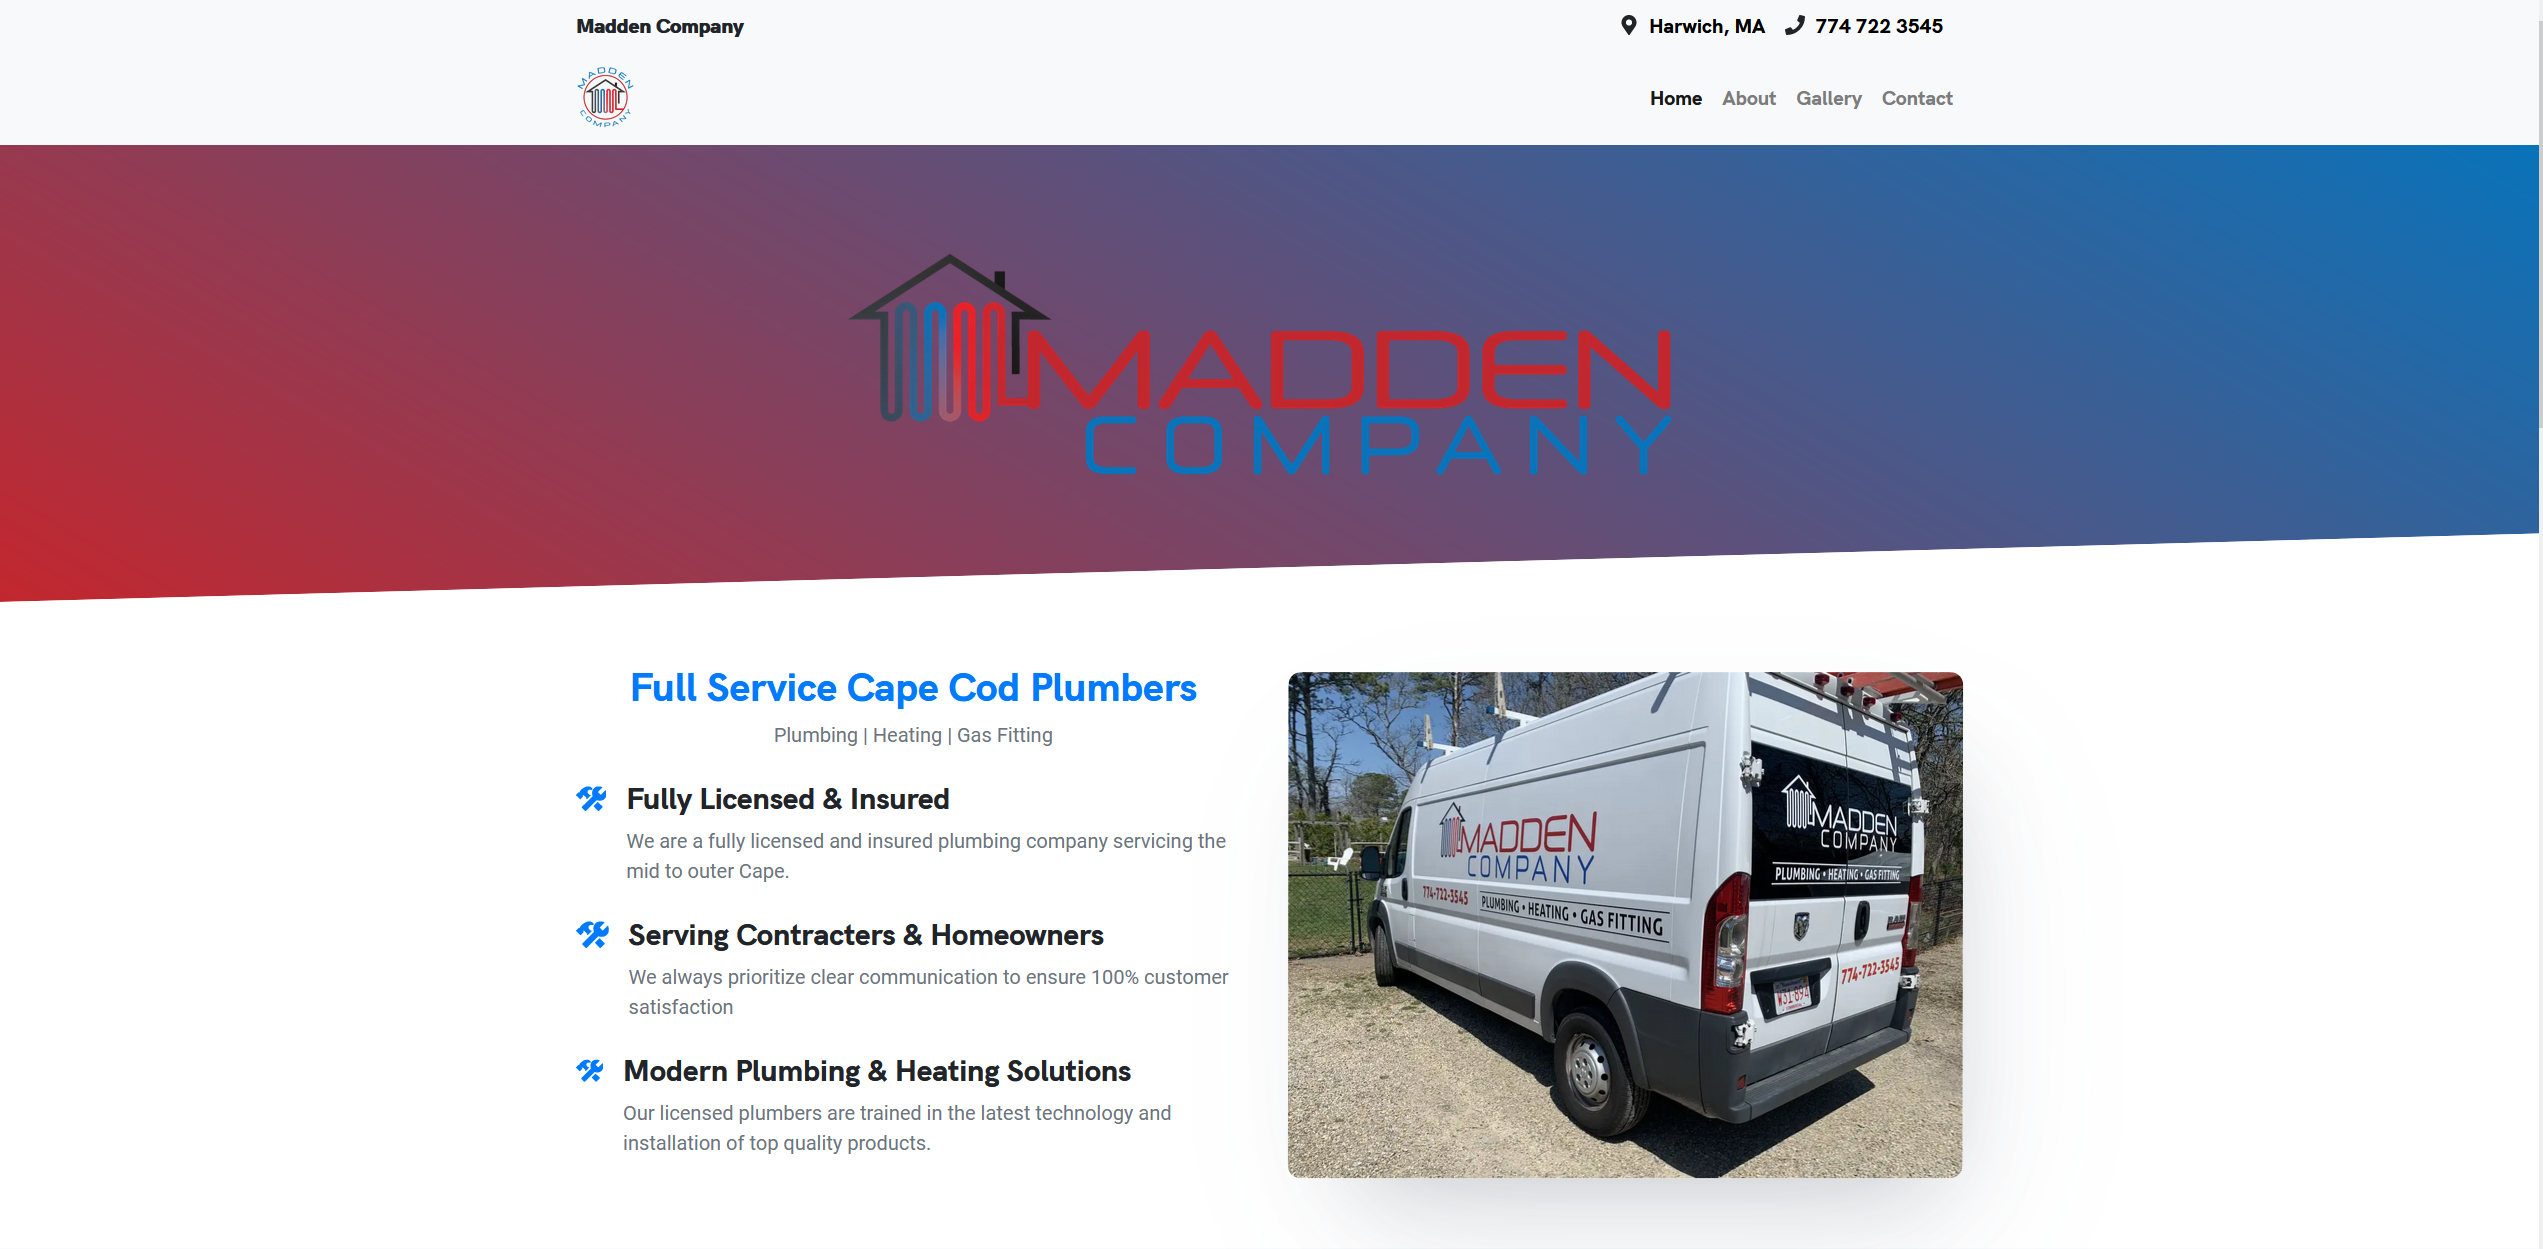 Madden Company
Harwich, MA 774 722 3545
MADDEN
COMPANY
Home About Gallery Contact
MADDEN
COMPANY
Full Service Cape Cod Plumbers
Plumbing | Heating | Gas Fitting
Fully Licensed & Insured
We are a fully licensed and insured plumbing company servicing the
mid to outer Cape.
Serving Contracters & Homeowners
We always prioritize clear communication to ensure 100% customer
satisfaction
Modern Plumbing & Heating Solutions
Our licensed plumbers are trained in the latest technology and
installation of top quality products.
MADDEN
COMPANY
774-722-3545
PLUMBING • HEATING • GAS FITTING
MADDEN
COMPANY
PLUMBING • HEATING • GAS FITTING
RAM
774-722-3545